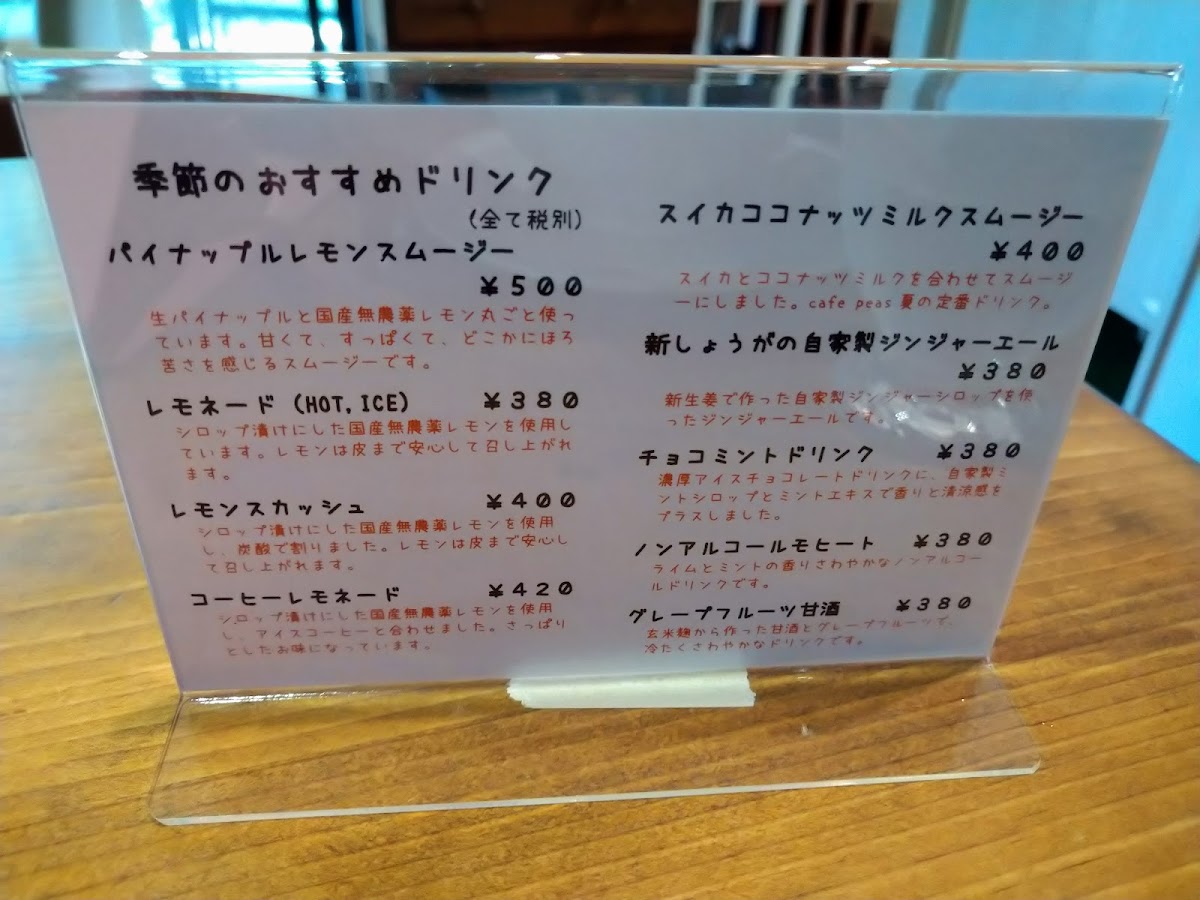 季節のおすすめドリンク
(全て税別)
パイナップルレモンスムージー
¥500
生パイナップルと国産無農薬レモン丸ごと使っ
ています。甘くて、すっぱくて、どこかにほろ
苦さを感じるスムージーです。
レモネード (HOT,ICE) ¥380
シロップ漬けにした国産無農薬レモンを使用し
ています。レモンは皮まで安心して召し上がれ
ます。
レモンスカッシュ ¥400
シロップ漬けにした国産無農薬レモンを使用
し、炭酸で割りました。レモンは皮まで安心し
て召し上がれます。
コーヒーレモネード ¥420
シロップ漬けにした国産無農薬レモンを使用
し、アイスコーヒーと合わせました。さっぱり
としたお味になっています。
スイカココナッツミルクスムージー
¥400
スイカとココナッツミルクを合わせてスムージ
ーにしました。cafe peas 夏の定番ドリンク。
新しょうがの自家製ジンジャーエール
¥380
新生姜で作った自家製ジンジャーシロップを使
ったジンジャーエールです。
チョコミントドリンク ¥380
濃厚アイスチョコレートドリンクに、自家製ミ
ントシロップとミントエキスで香りと清涼感を
プラスしました。
ノンアルコールモヒート ¥380
ライムとミントの香りさわやかなノンアルコー
ルドリンクです。
グレープフルーツ甘酒 ¥380
玄米麹から作った甘酒とグレープフルーツで、
冷たくさわやかなドリンクです。